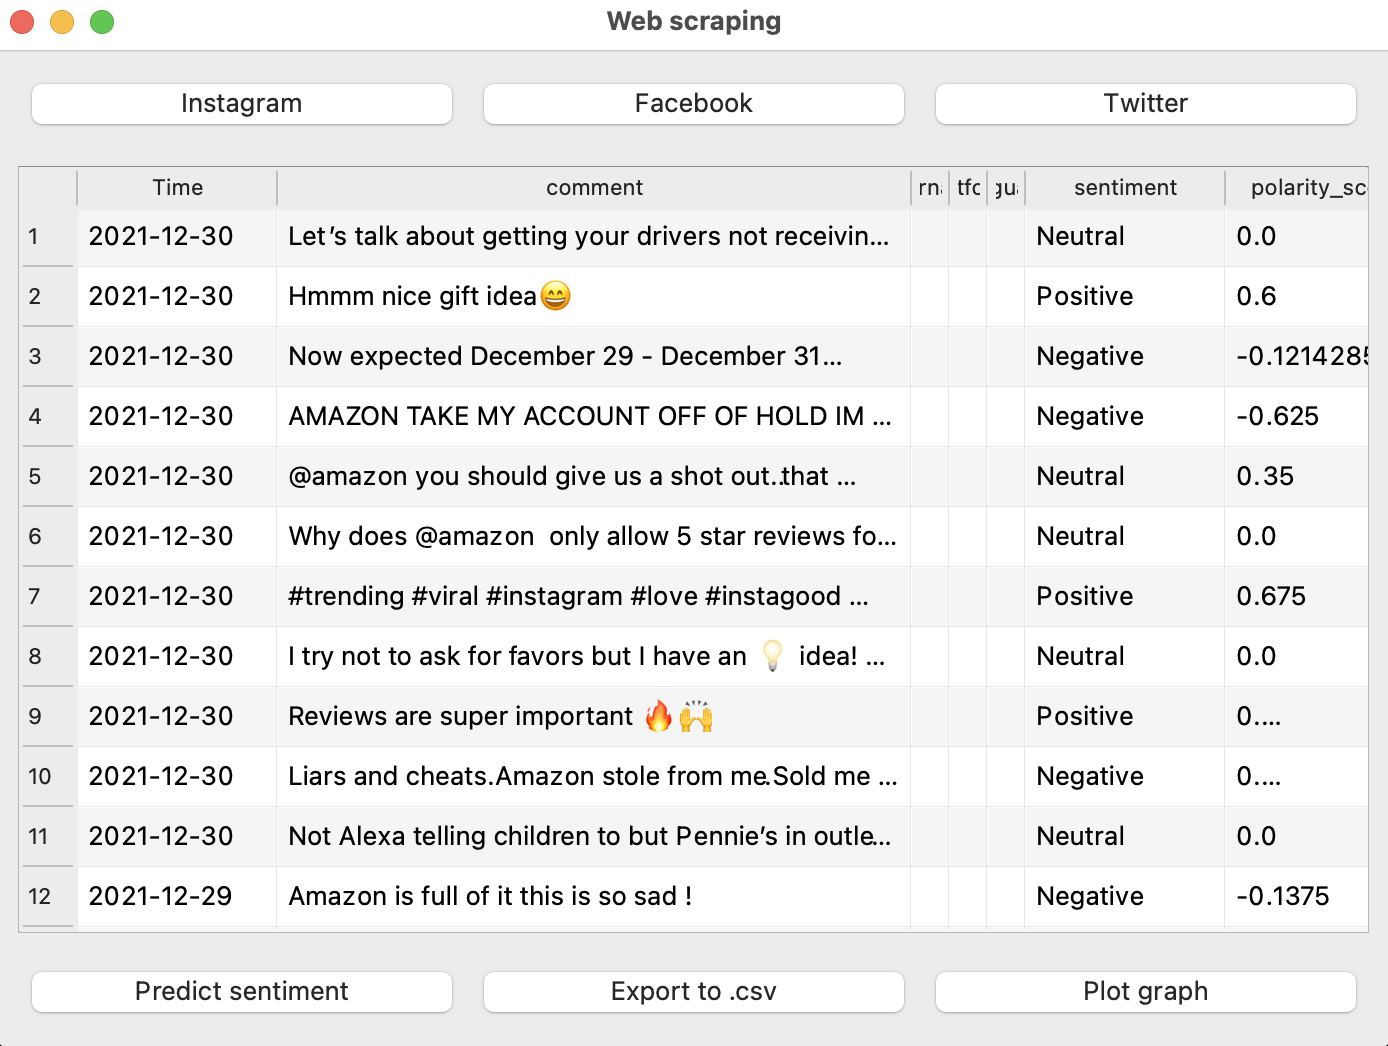 Web scraping
Instagram Facebook Twitter
Time comment sentiment polarity_sc
1 2021-12-30 Let's talk about getting your drivers not receivin... Neutral 0.0
2 2021-12-30 Hmmm nice gift idea😄 Positive 0.6
3 2021-12-30 Now expected December 29 - December 31... Negative -0.1214285
4 2021-12-30 AMAZON TAKE MY ACCOUNT OFF OF HOLD IM ... Negative -0.625
5 2021-12-30 @amazon you should give us a shot out..that ... Neutral 0.35
6 2021-12-30 Why does @amazon only allow 5 star reviews fo... Neutral 0.0
7 2021-12-30 #trending #viral #instagram #love #instagood ... Positive 0.675
8 2021-12-30 I try not to ask for favors but I have an 💡 idea! ... Neutral 0.0
9 2021-12-30 Reviews are super important 🔥🙌 Positive 0....
10 2021-12-30 Liars and cheats.Amazon stole from me.Sold me ... Negative 0....
11 2021-12-30 Not Alexa telling children to but Pennie's in outle... Neutral 0.0
12 2021-12-29 Amazon is full of it this is so sad ! Negative -0.1375
Predict sentiment Export to .csv Plot graph